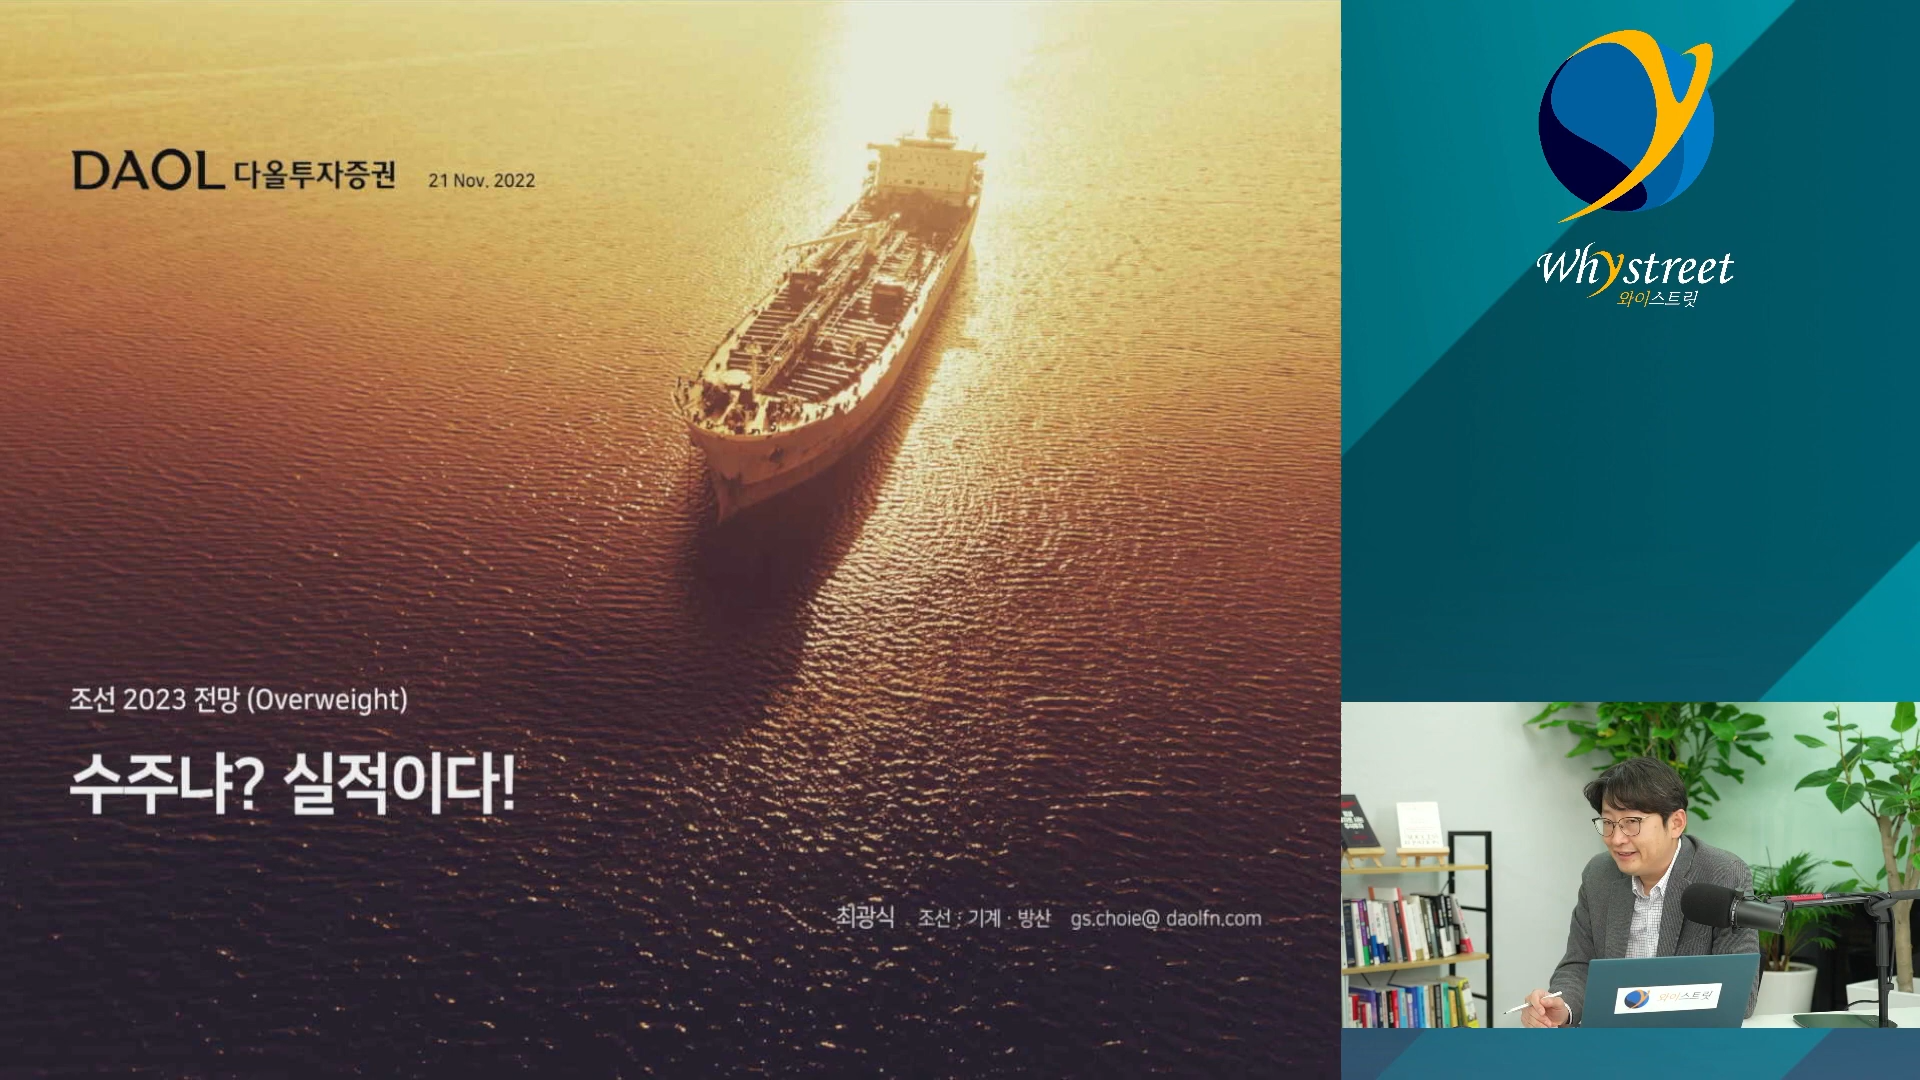 DAOL 다올투자증권 21 Nov. 2022
조선 2023 전망 (Overweight)
수주냐? 실적이다!
최광식 조선 · 기계 · 방산 gs.choie@ daolfn.com
Whystreet
와이스트릿
와이스트릿